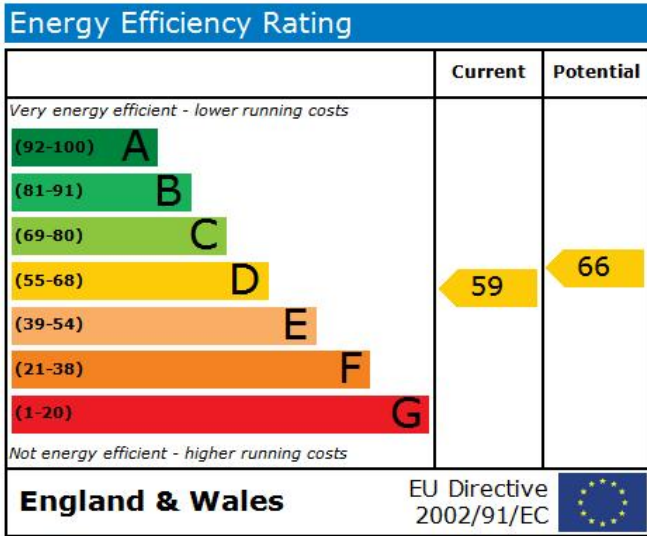 Energy Efficiency Rating
Current Potential
Very energy efficient - lower running costs
(92-100) A
(81-91) B
(69-80) C
(55-68) D
(39-54) E
(21-38) F
(1-20) G
59
66
Not energy efficient - higher running costs
England & Wales
EU Directive
2002/91/EC